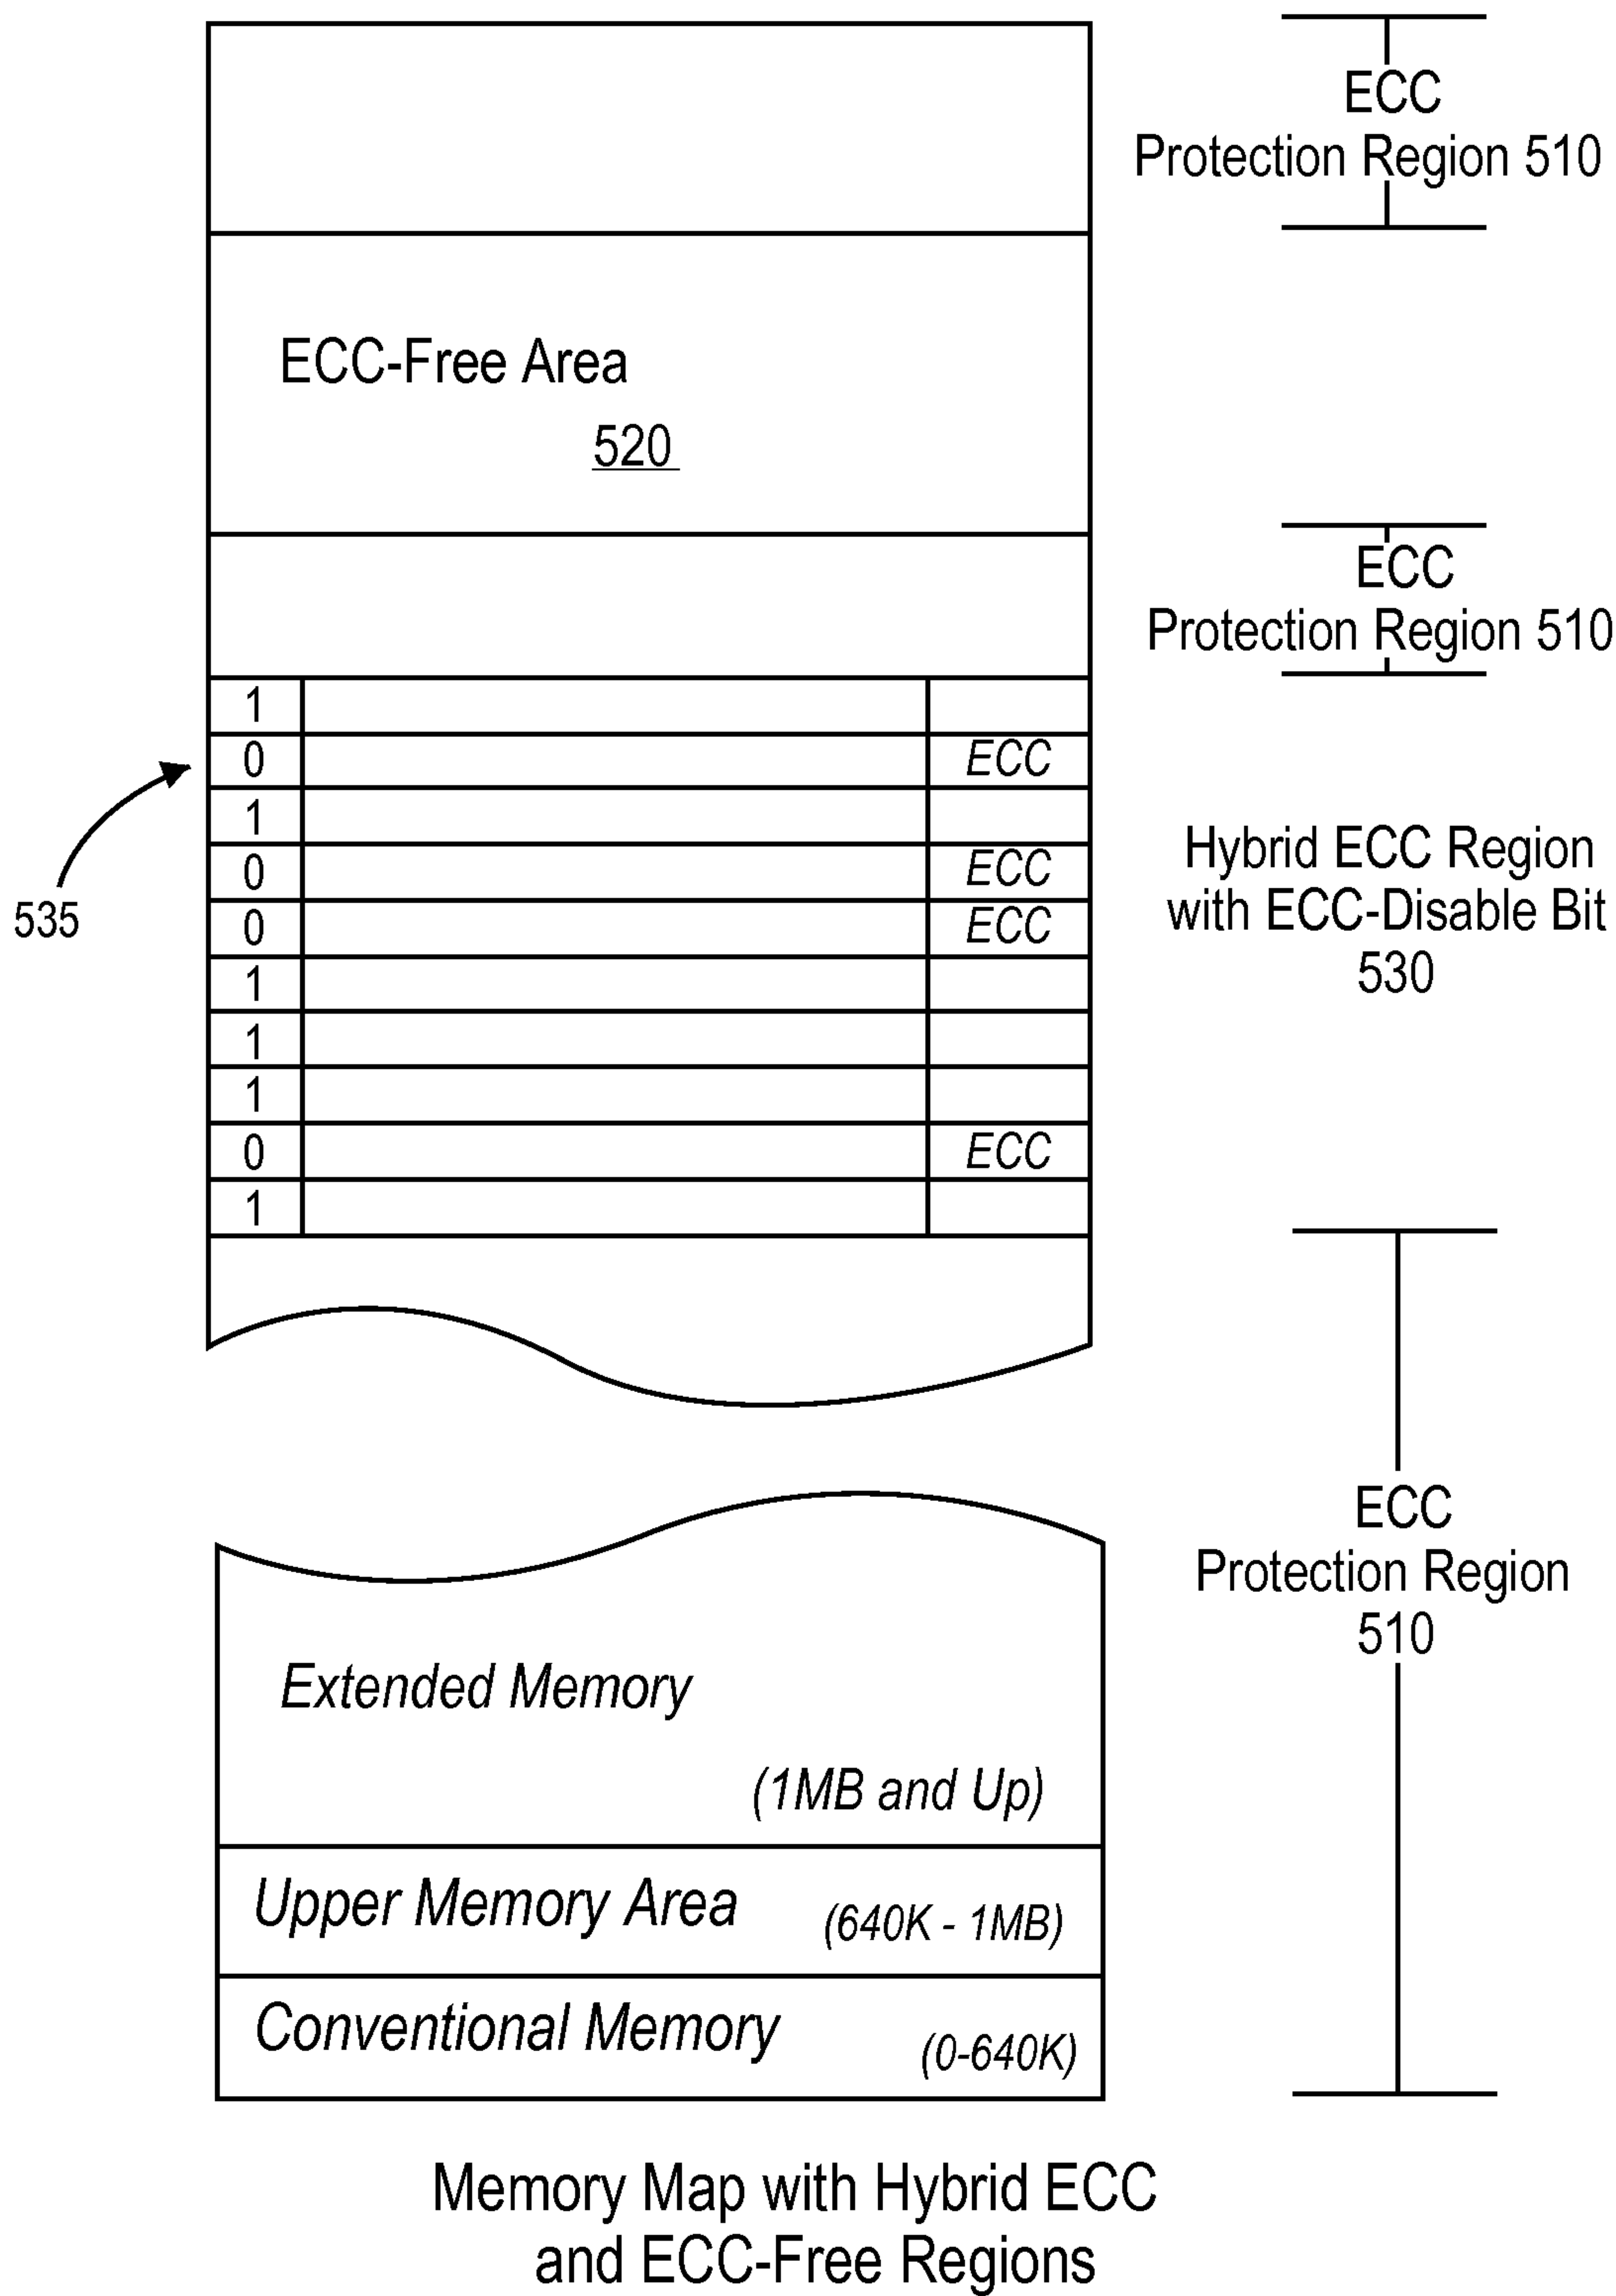 ECC
Protection Region 510
ECC-Free Area
520
ECC
Protection Region 510
1
0 ECC
1
0 ECC
0 ECC
1
1
1
0 ECC
1
535
Hybrid ECC Region
with ECC-Disable Bit
530
ECC
Protection Region
510
Extended Memory
(1MB and Up)
Upper Memory Area (640K - 1MB)
Conventional Memory (0-640K)
Memory Map with Hybrid ECC
and ECC-Free Regions